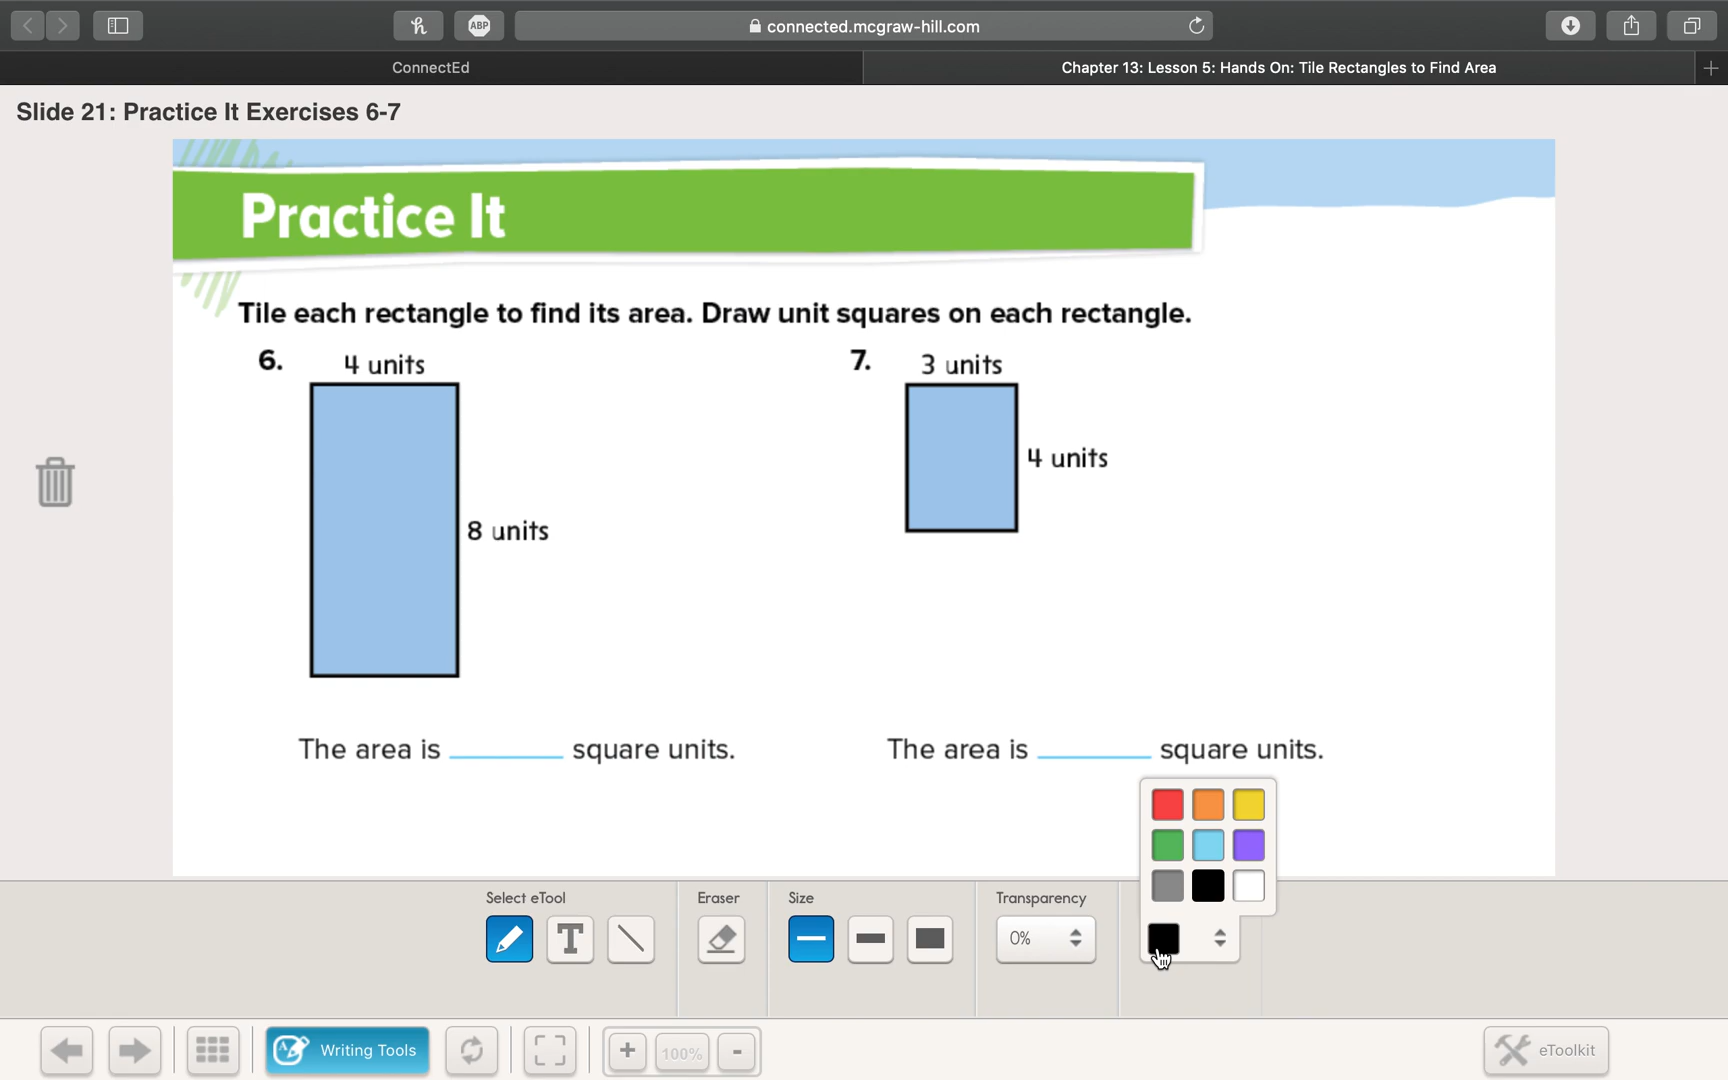 ABP
connected.mcgraw-hill.com
ConnectEd
Chapter 13: Lesson 5: Hands On: Tile Rectangles to Find Area
Slide 21: Practice It Exercises 6-7
Practice It
Tile each rectangle to find its area. Draw unit squares on each rectangle.
6.
4 units
8 units
The area is ______ square units.
7.
3 units
4 units
The area is ______ square units.
Select eTool
T
Eraser
Size
Transparency
0%
Writing Tools
+
100%
-
eToolkit